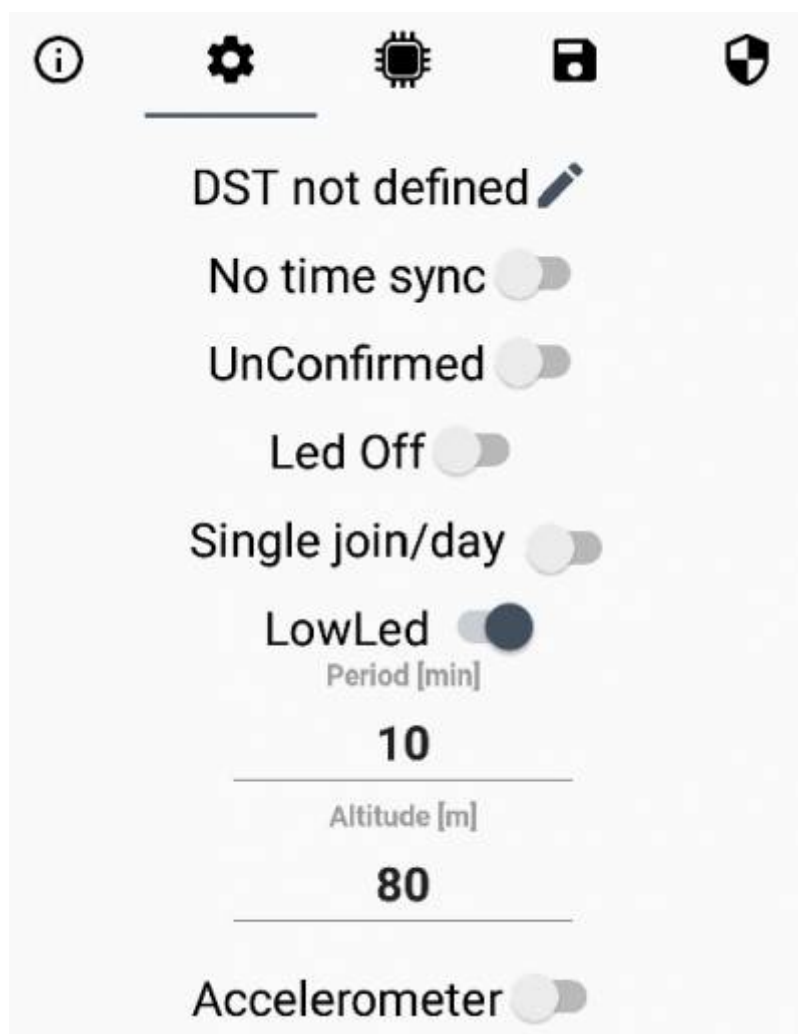 DST not defined
No time sync
UnConfirmed
Led Off
Single join/day
LowLed
Period [min]
10
Altitude [m]
80
Accelerometer